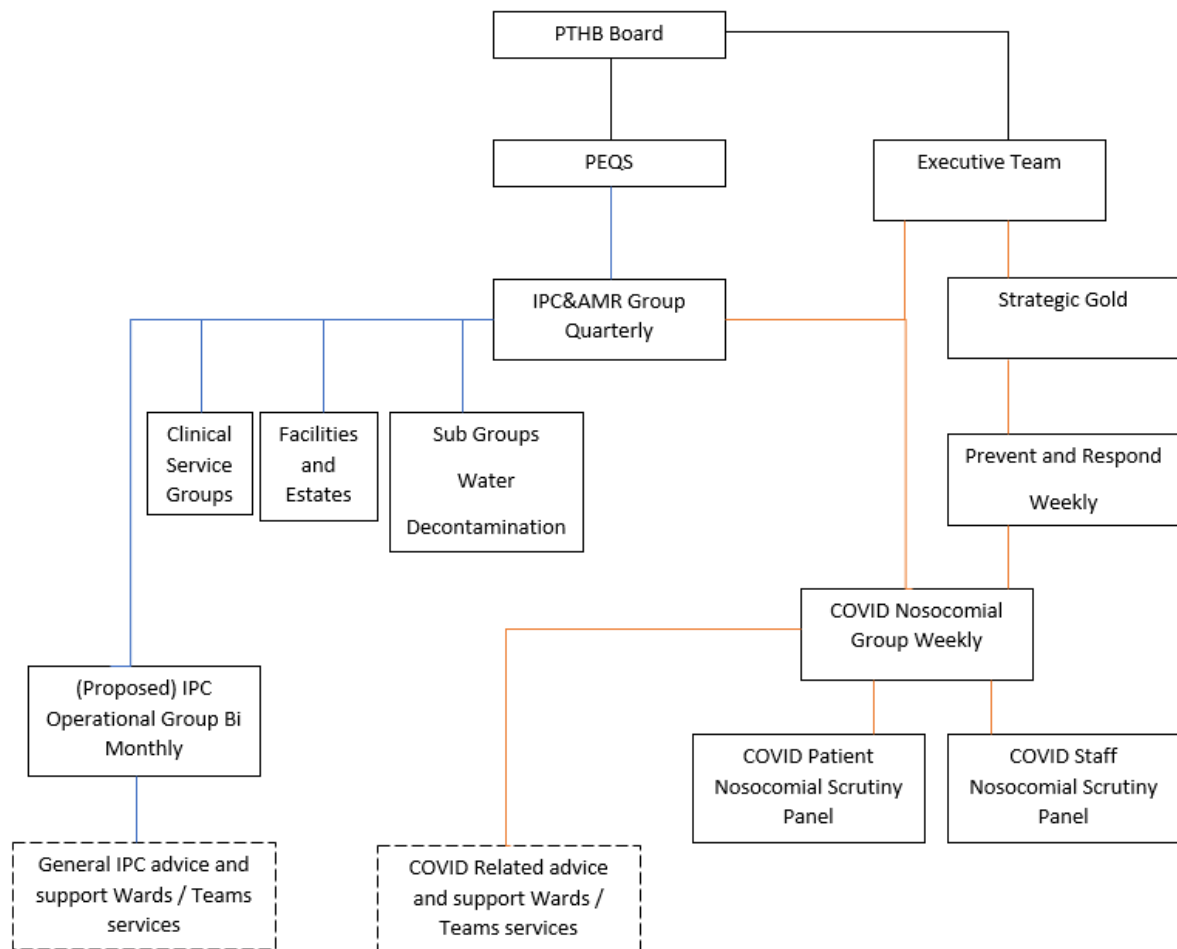 PTHB Board
PEQS
Executive Team
IPC&AMR Group
Quarterly
Strategic Gold
Clinical
Service
Groups
Facilities
and
Estates
Sub Groups
Water
Decontamination
Prevent and Respond
Weekly
COVID Nosocomial
Group Weekly
(Proposed) IPC
Operational Group Bi
Monthly
COVID Patient
Nosocomial Scrutiny
Panel
COVID Staff
Nosocomial Scrutiny
Panel
General IPC advice and
support Wards / Teams
services
COVID Related advice
and support Wards /
Teams services